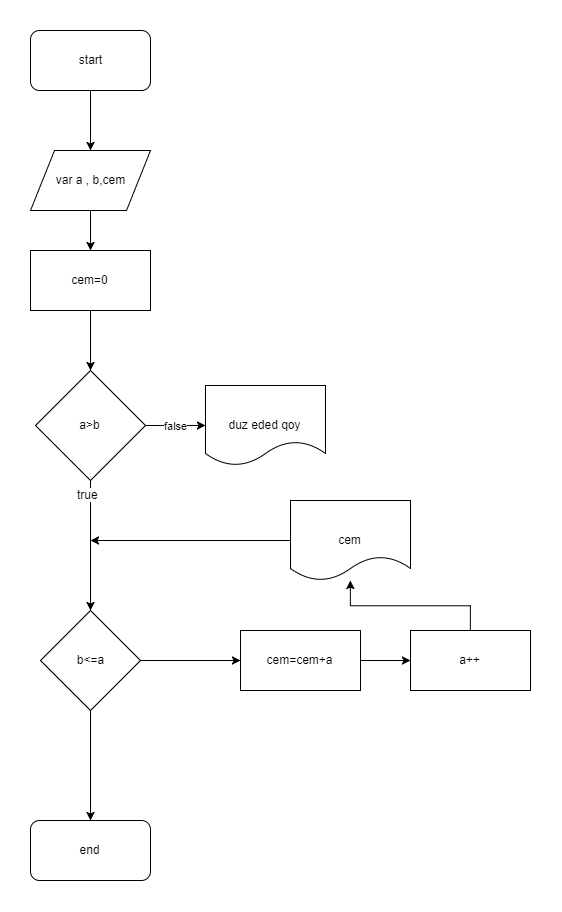 start
var a , b,cem
cem=0
a>b
false
duz eded qoy
true
cem
b<=a
cem=cem+a
a++
end